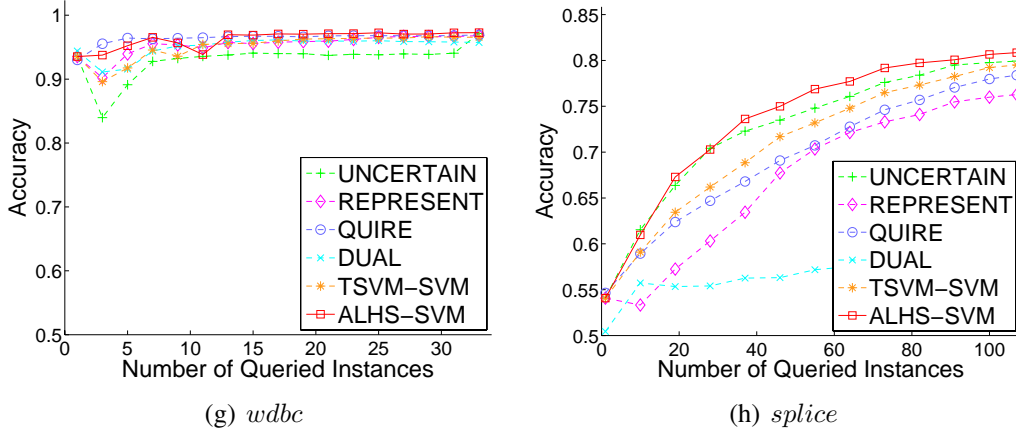 1
0.9
0.8
0.7
0.6
0.5
Accuracy
0 5 10 15 20 25 30
Number of Queried Instances
UNCERTAIN
REPRESENT
QUIRE
DUAL
TSVM−SVM
ALHS−SVM
(g) wdbc
0.85
0.8
0.75
0.7
0.65
0.6
0.55
0.5
Accuracy
0 20 40 60 80 100
Number of Queried Instances
UNCERTAIN
REPRESENT
QUIRE
DUAL
TSVM−SVM
ALHS−SVM
(h) splice